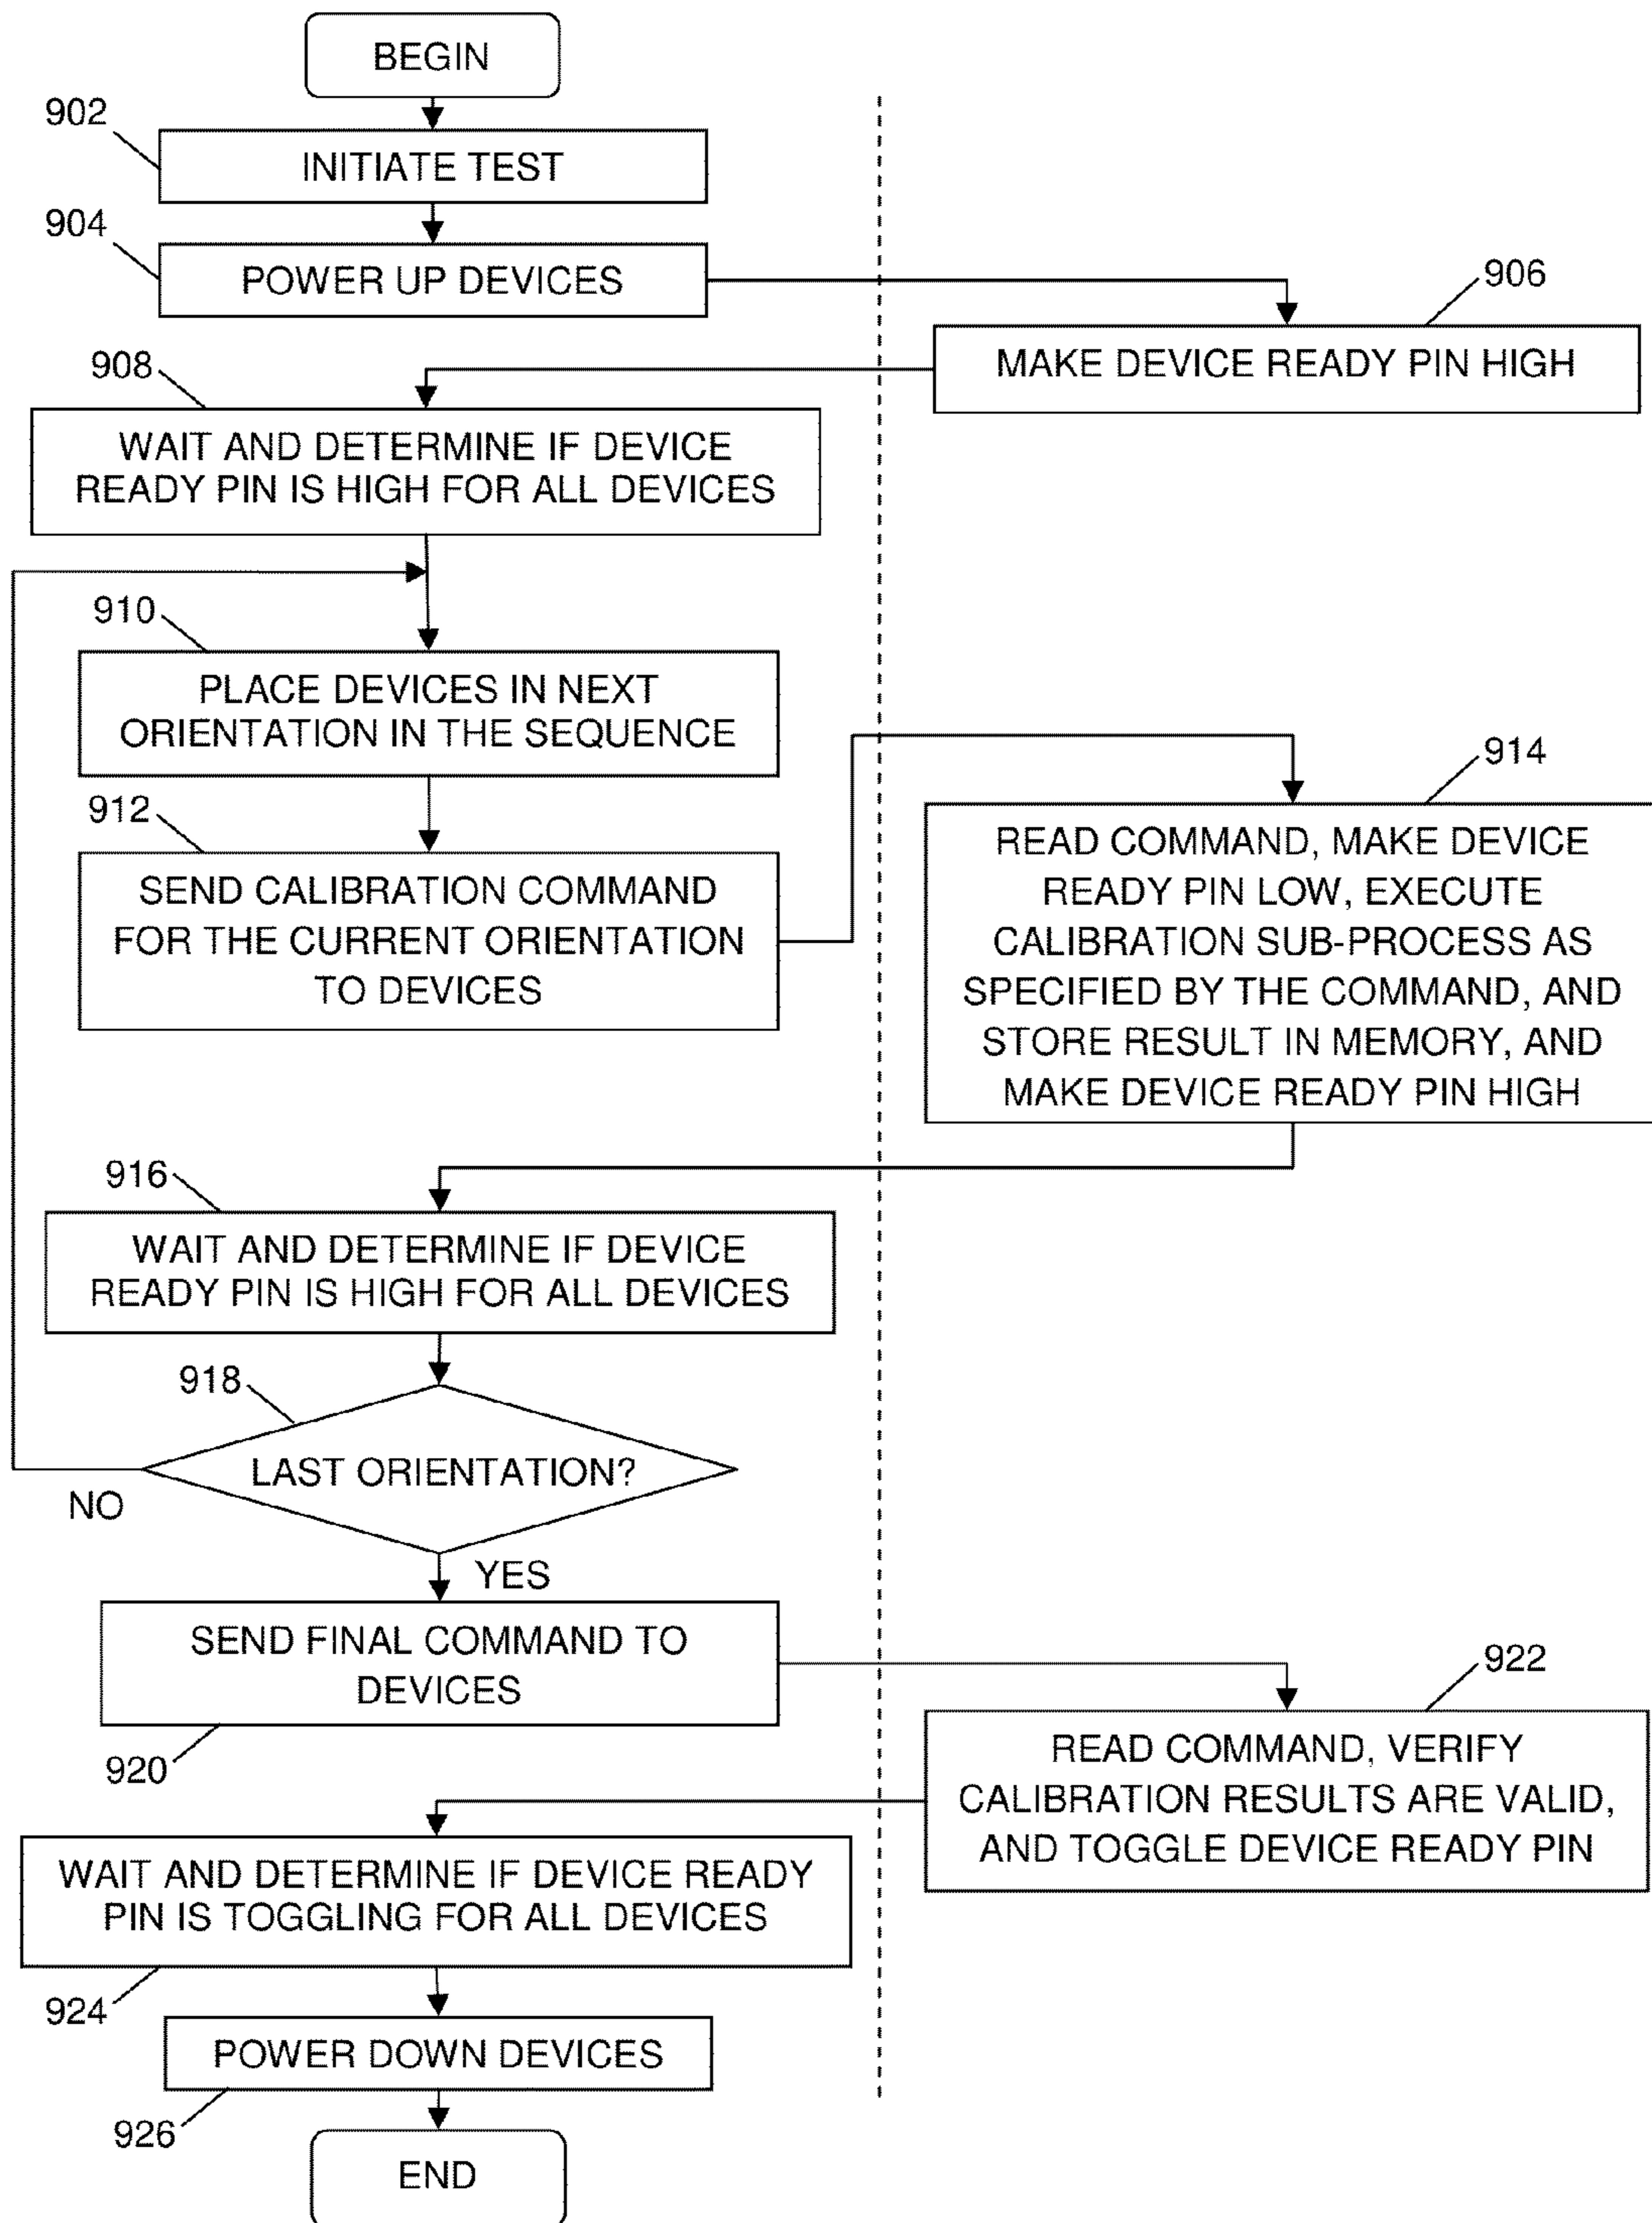 BEGIN
902
INITIATE TEST
904
POWER UP DEVICES
906
MAKE DEVICE READY PIN HIGH
908
WAIT AND DETERMINE IF DEVICE
READY PIN IS HIGH FOR ALL DEVICES
910
PLACE DEVICES IN NEXT
ORIENTATION IN THE SEQUENCE
912
SEND CALIBRATION COMMAND
FOR THE CURRENT ORIENTATION
TO DEVICES
914
READ COMMAND, MAKE DEVICE
READY PIN LOW, EXECUTE
CALIBRATION SUB-PROCESS AS
SPECIFIED BY THE COMMAND, AND
STORE RESULT IN MEMORY, AND
MAKE DEVICE READY PIN HIGH
916
WAIT AND DETERMINE IF DEVICE
READY PIN IS HIGH FOR ALL DEVICES
918
LAST ORIENTATION?
NO
YES
SEND FINAL COMMAND TO
DEVICES
920
922
READ COMMAND, VERIFY
CALIBRATION RESULTS ARE VALID,
AND TOGGLE DEVICE READY PIN
WAIT AND DETERMINE IF DEVICE READY
PIN IS TOGGLING FOR ALL DEVICES
924
POWER DOWN DEVICES
926
END